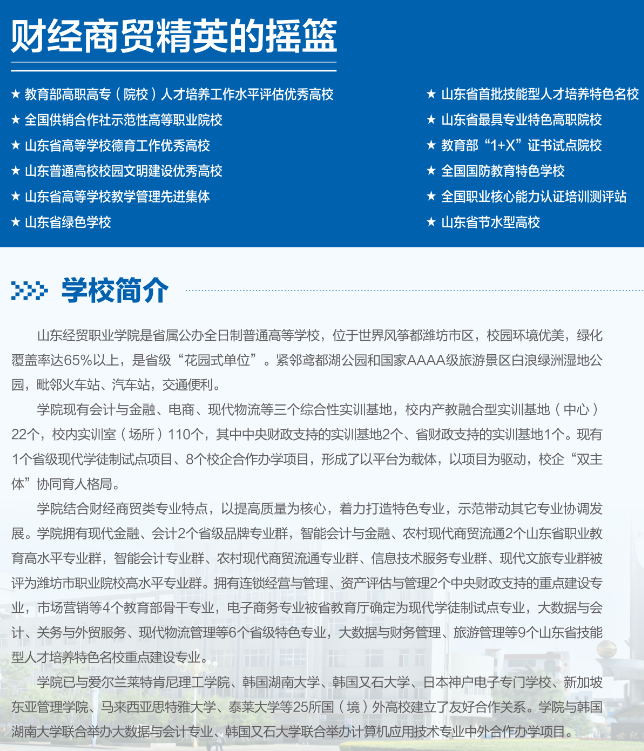 财经商贸精英的摇篮
★ 教育部高职高专（院校）人才培养工作水平评估优秀高校
★ 全国供销合作社示范性高等职业院校
★ 山东省高等学校德育工作优秀高校
★ 山东普通高校校园文明建设优秀高校
★ 山东省高等学校教学管理先进集体
★ 山东省绿色学校
★ 山东省首批技能型人才培养特色名校
★ 山东省最具专业特色高职院校
★ 教育部“1+X”证书试点院校
★ 全国国防教育特色学校
★ 全国职业核心能力认证培训测评站
★ 山东省节水型高校
学校简介
山东经贸职业学院是省属公办全日制普通高等学校，位于世界风筝都潍坊市区，校园环境优美，绿化
覆盖率达65%以上，是省级“花园式单位”。紧邻鸢都湖公园和国家AAAA级旅游景区白浪绿洲湿地公
园，毗邻火车站、汽车站，交通便利。
学院现有会计与金融、电商、现代物流等三个综合性实训基地，校内产教融合型实训基地（中心）
22个，校内实训室（场所）110个，其中中央财政支持的实训基地2个、省财政支持的实训基地1个。现有
1个省级现代学徒制试点项目、8个校企合作办学项目，形成了以平台为载体，以项目为驱动，校企“双主
体”协同育人格局。
学院结合财经商贸类专业特点，以提高质量为核心，着力打造特色专业，示范带动其它专业协调发
展。学院拥有现代金融、会计2个省级品牌专业群，智能会计与金融、农村现代商贸流通2个山东省职业教
育高水平专业群，智能会计专业群、农村现代商贸流通专业群、信息技术服务专业群、现代文旅专业群被
评为潍坊市职业院校高水平专业群。拥有连锁经营与管理、资产评估与管理2个中央财政支持的重点建设专
业，市场营销等4个教育部骨干专业，电子商务专业被省教育厅确定为现代学徒制试点专业，大数据与会
计、关务与外贸服务、现代物流管理等6个省级特色专业，大数据与财务管理、旅游管理等9个山东省技能
型人才培养特色名校重点建设专业。
学院已与爱尔兰莱特肯尼理工学院、韩国湖南大学、韩国又石大学、日本神户电子专门学校、新加坡
东亚管理学院、马来西亚思特雅大学、泰莱大学等25所国（境）外高校建立了友好合作关系。学院与韩国
湖南大学联合举办大数据与会计专业、韩国又石大学联合举办计算机应用技术专业中外合作办学项目。